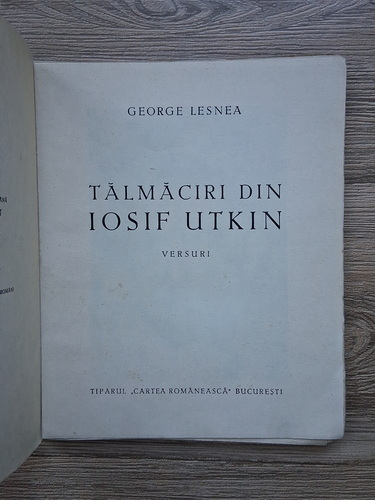 GEORGE LESNEA
TĂLMĂCIRI DIN
IOSIF UTKIN
VERSURI
TIPARUL „CARTEA ROMÂNEASCĂ" BUCUREȘTI